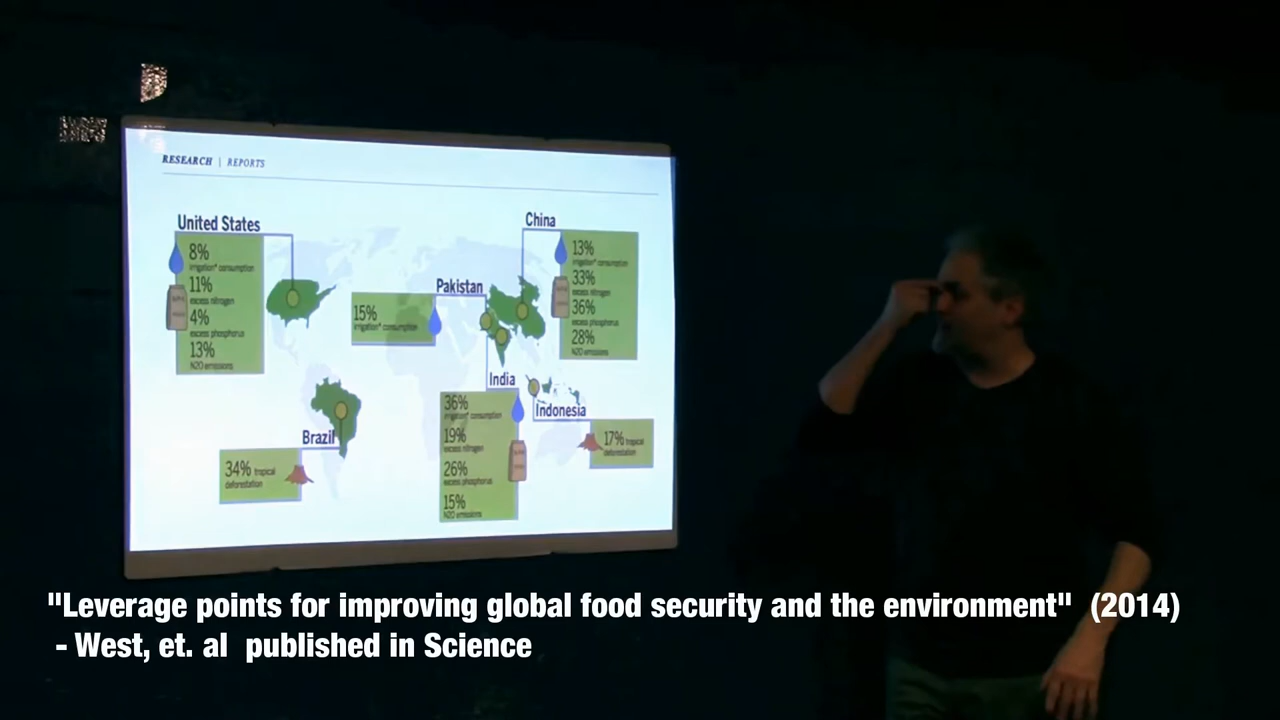 RESEARCH | REPORTS
United States
8%
irrigation* consumption
11%
excess nitrogen
4%
excess phosphorus
13%
N2O emissions
China
13%
irrigation* consumption
33%
excess nitrogen
36%
excess phosphorus
28%
N2O emissions
Pakistan
15%
irrigation* consumption
India
36%
irrigation* consumption
19%
excess nitrogen
26%
excess phosphorus
15%
N2O emissions
Indonesia
17% tropical
deforestation
Brazil
34% tropical
deforestation
"Leverage points for improving global food security and the environment" (2014)
- West, et. al published in Science